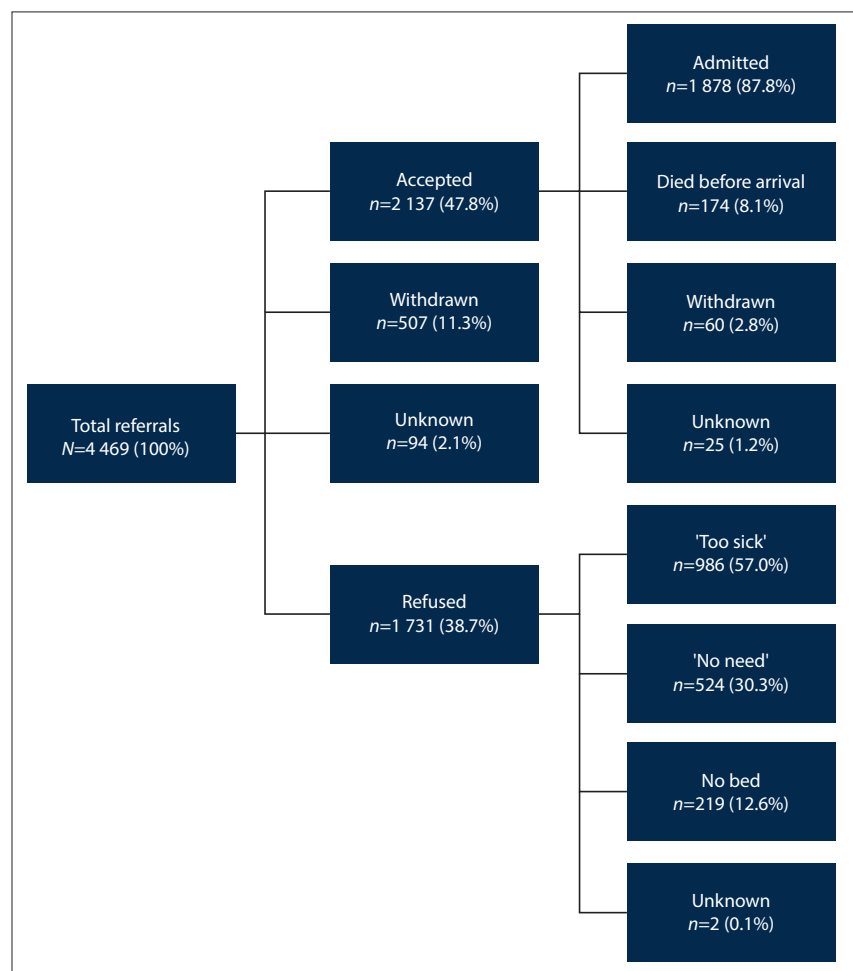 Total referrals
N=4 469 (100%)
Accepted
n=2 137 (47.8%)
Withdrawn
n=507 (11.3%)
Unknown
n=94 (2.1%)
Refused
n=1 731 (38.7%)
Admitted
n=1 878 (87.8%)
Died before arrival
n=174 (8.1%)
Withdrawn
n=60 (2.8%)
Unknown
n=25 (1.2%)
'Too sick'
n=986 (57.0%)
'No need'
n=524 (30.3%)
No bed
n=219 (12.6%)
Unknown
n=2 (0.1%)